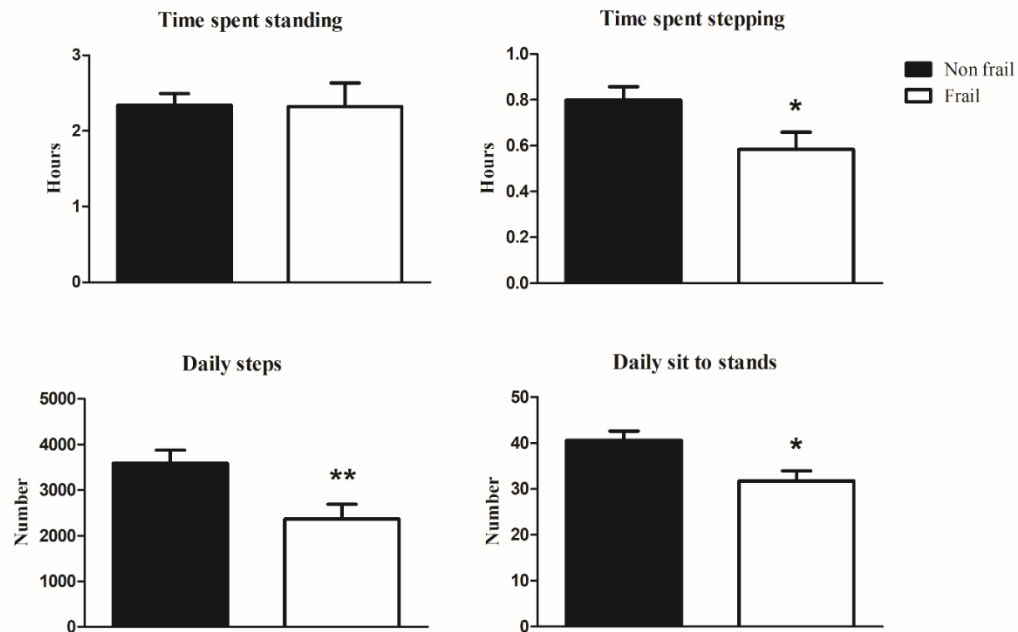 Time spent standing
Time spent stepping
Non frail
Frail
Hours
3
2
1
0
Hours
1.0
0.8
0.6
0.4
0.2
0.0
*
Daily steps
Daily sit to stands
Number
5000
4000
3000
2000
1000
0
**
Number
50
40
30
20
10
0
*